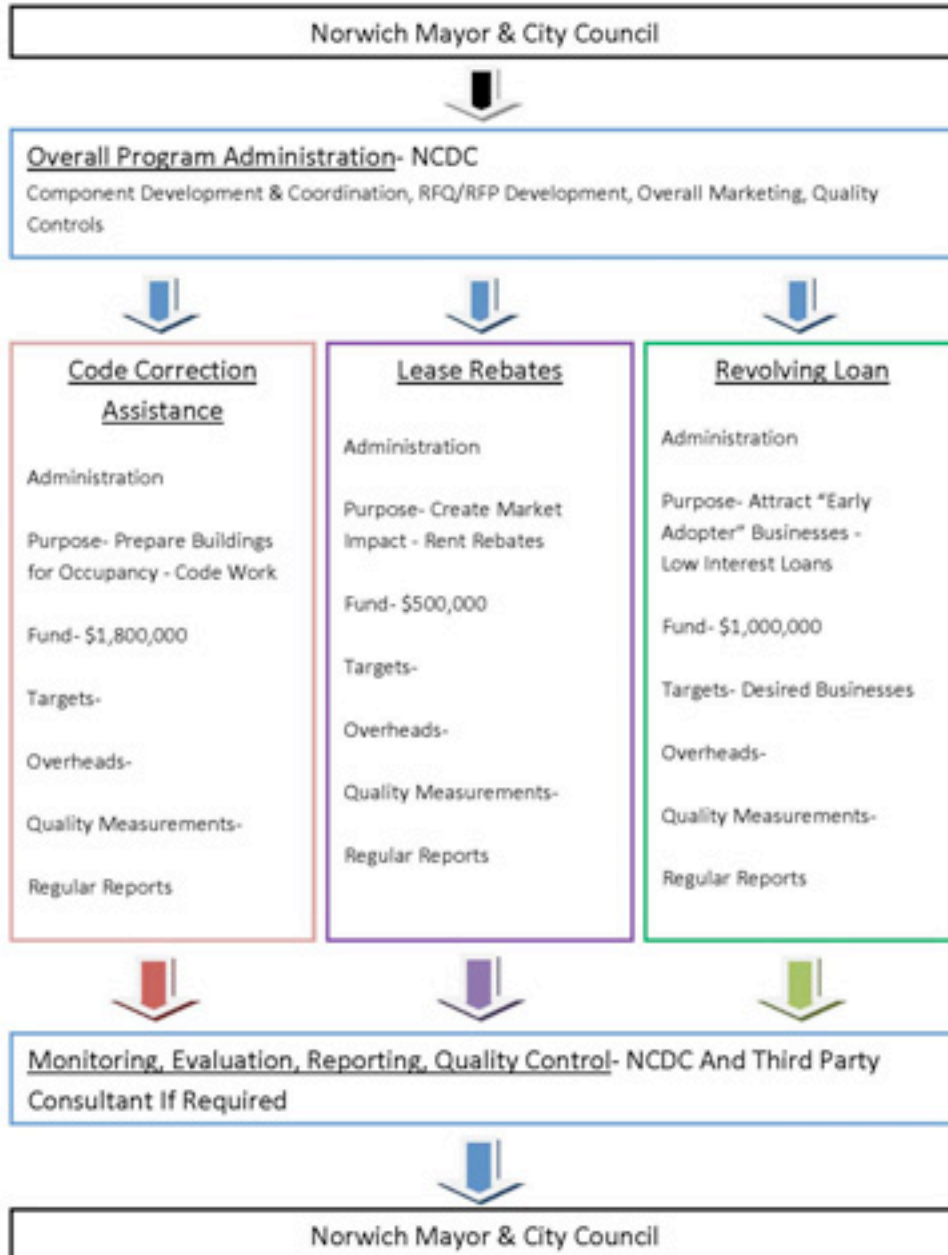 Norwich Mayor & City Council
Overall Program Administration- NCDC
Component Development & Coordination, RFQ/RFP Development, Overall Marketing, Quality
Controls
Code Correction
Assistance
Administration
Purpose- Prepare Buildings
for Occupancy - Code Work
Fund- $1,800,000
Targets-
Overheads-
Quality Measurements-
Regular Reports
Lease Rebates
Administration
Purpose- Create Market
Impact - Rent Rebates
Fund- $500,000
Targets-
Overheads-
Quality Measurements-
Regular Reports
Revolving Loan
Administration
Purpose- Attract “Early
Adopter” Businesses -
Low Interest Loans
Fund- $1,000,000
Targets- Desired Businesses
Overheads-
Quality Measurements-
Regular Reports
Monitoring, Evaluation, Reporting, Quality Control- NCDC And Third Party
Consultant If Required
Norwich Mayor & City Council